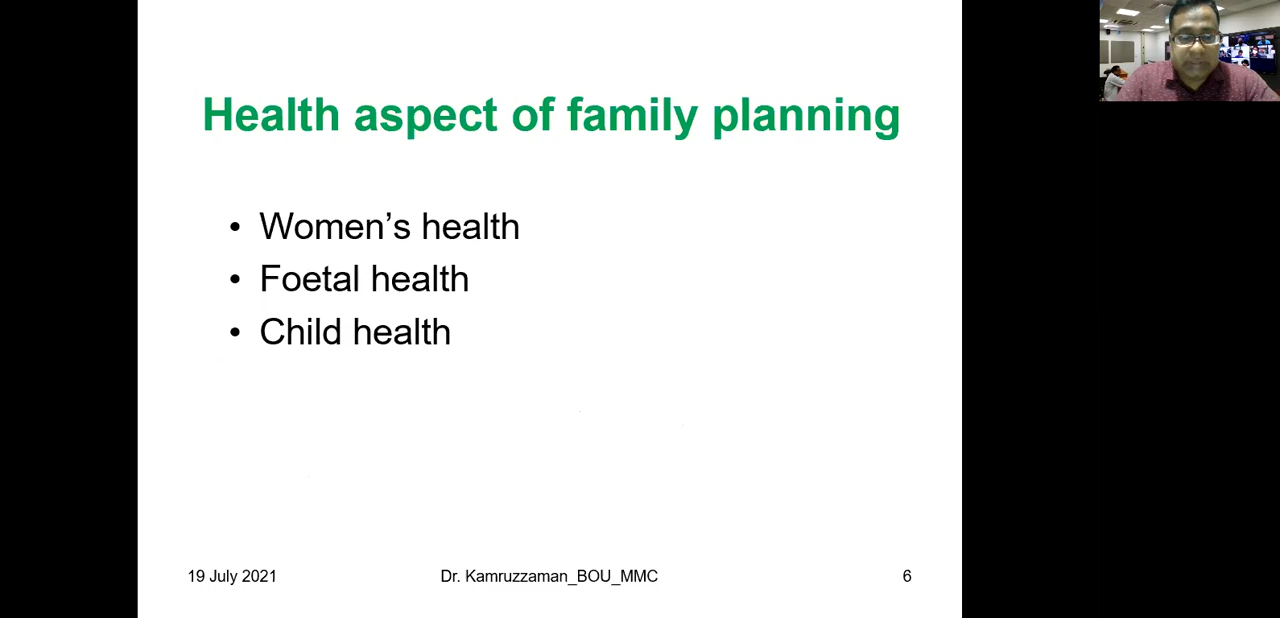 Health aspect of family planning
• Women’s health
• Foetal health
• Child health
19 July 2021
Dr. Kamruzzaman_BOU_MMC
6